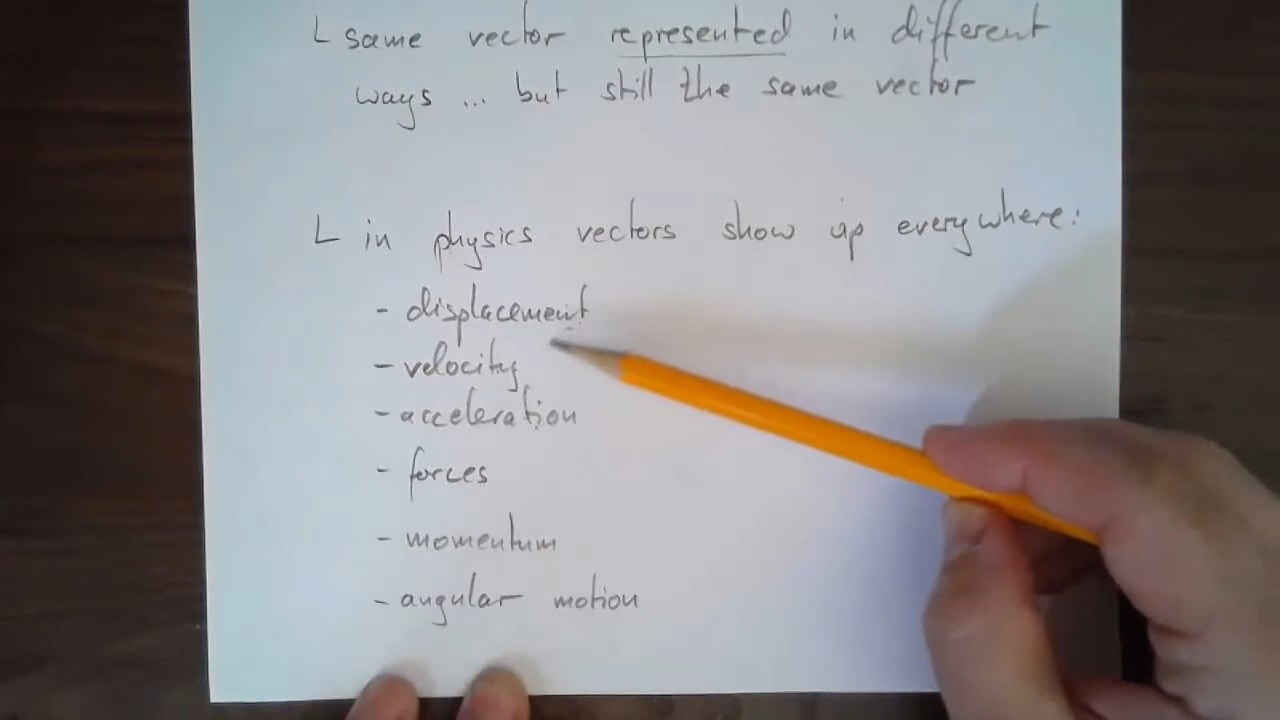 L same vector represented in different
ways ... but still the same vector
L in physics vectors show up everywhere:
- displacement
- velocity
- acceleration
- forces
- momentum
- angular motion